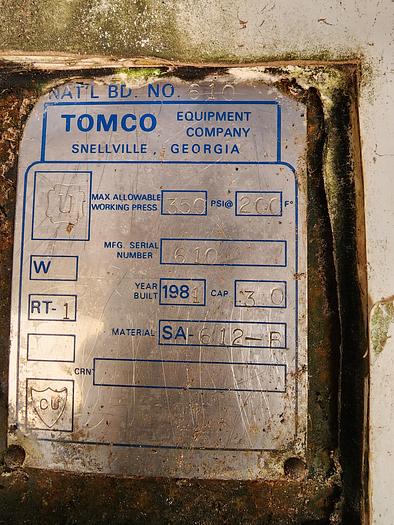 NAT'L BD. NO. 610
TOMCO EQUIPMENT COMPANY
SNELLVILLE, GEORGIA
U
MAX ALLOWABLE WORKING PRESS 350 PSI@ 200 F°
MFG. SERIAL NUMBER 610
W
YEAR BUILT 1981 CAP 30
RT-1
MATERIAL SA-612-B
CRN
CU